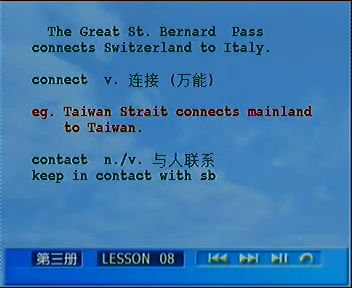 The Great St. Bernard Pass
connects Switzerland to Italy.
connect v. 连接 (万能)
eg. Taiwan Strait connects mainland
to Taiwan.
contact n./v. 与人联系
keep in contact with sb
第三册 LESSON 08